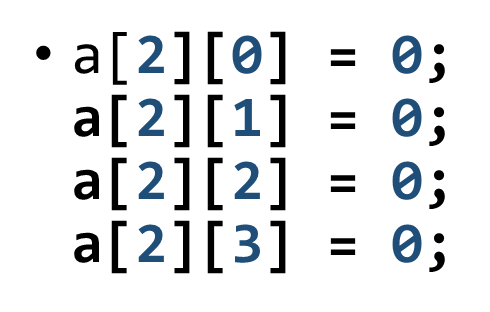 • a[2][0] = 0;
a[2][1] = 0;
a[2][2] = 0;
a[2][3] = 0;